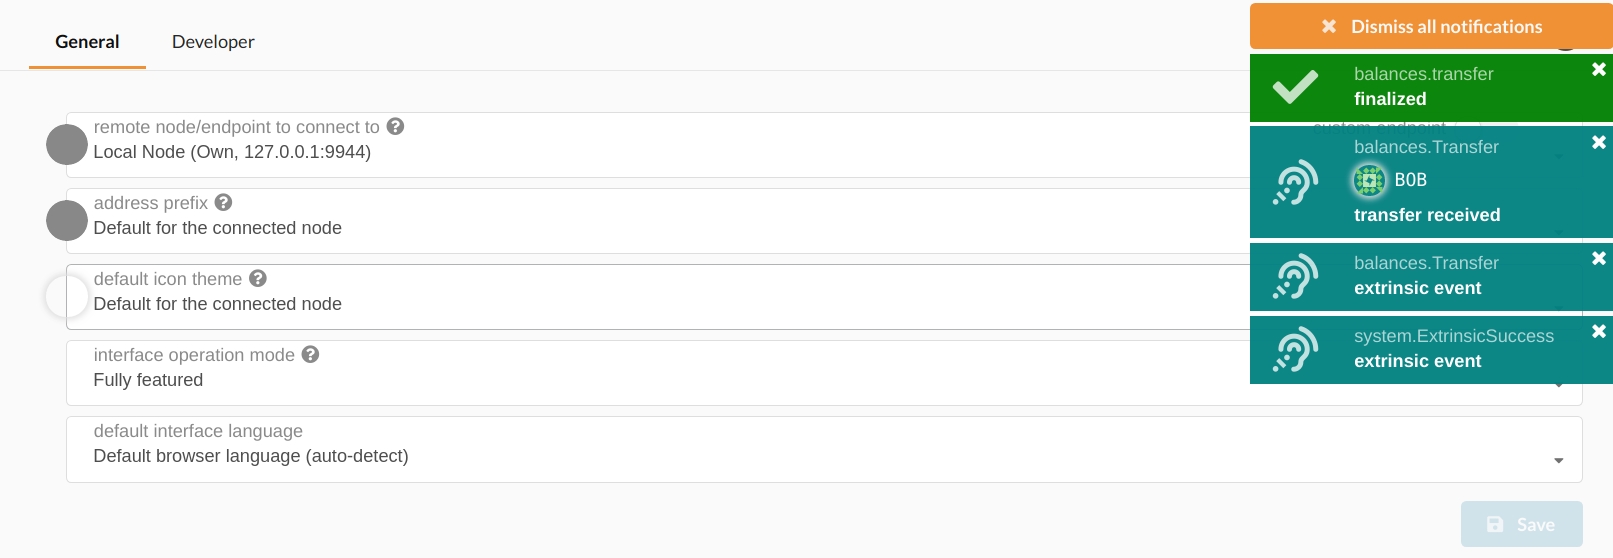 General
Developer
Dismiss all notifications
balances.transfer
finalized
remote node/endpoint to connect to
custom endpoint
Local Node (Own, 127.0.0.1:9944)
balances.Transfer
BOB
transfer received
address prefix
Default for the connected node
balances.Transfer
extrinsic event
default icon theme
Default for the connected node
system.ExtrinsicSuccess
extrinsic event
interface operation mode
Fully featured
default interface language
Default browser language (auto-detect)
Save